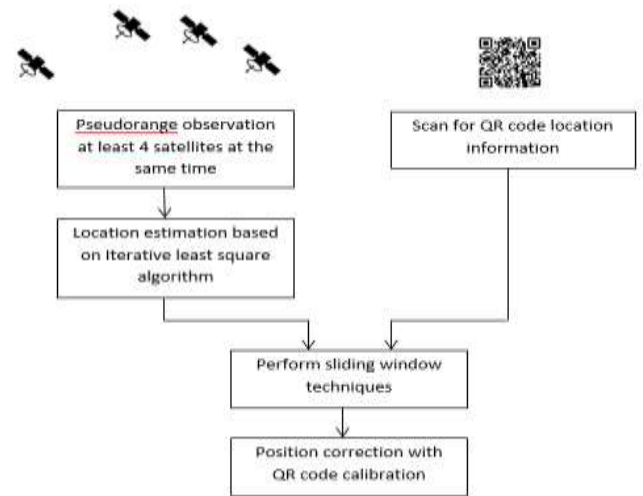 Pseudorange observation
at least 4 satellites at the
same time
Scan for QR code location
information
Location estimation based
on Iterative least square
algorithm
Perform sliding window
techniques
Position correction with
QR code calibration